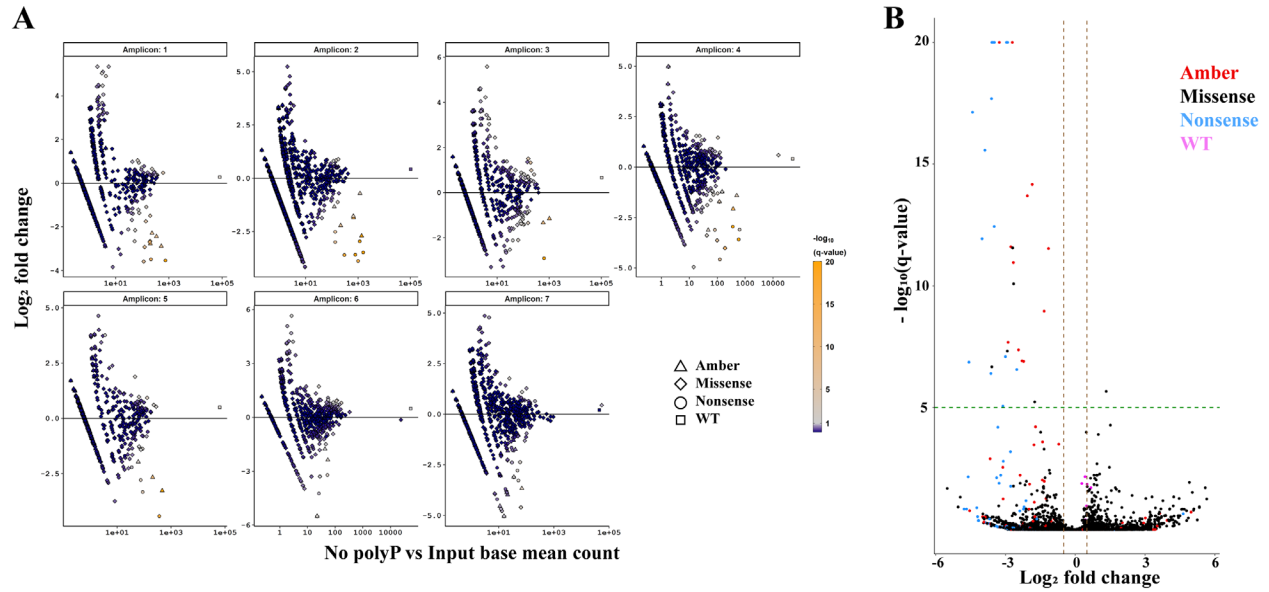 A
Amplicon: 1
Amplicon: 2
Amplicon: 3
Amplicon: 4
4
2
0
−2
−4
1e+01
1e+03
1e+05
5.0
2.5
0.0
−2.5
1e+01
1e+03
1e+05
6
4
2
0
−2
1e+01
1e+03
1e+05
5.0
2.5
0.0
−2.5
−5.0
1
10
100
1000
10000
Amplicon: 5
Amplicon: 6
Amplicon: 7
5.0
2.5
0.0
−2.5
1e+01
1e+03
1e+05
6
3
0
−3
−6
1
10
100
1000
10000
5.0
2.5
0.0
−2.5
−5.0
1e+01
1e+03
1e+05
Log₂ fold change
No polyP vs Input base mean count
Amber
Missense
Nonsense
WT
−log₁₀
(q-value)
20
15
10
5
1
B
20
15
10
5
- log₁₀(q-value)
Amber
Missense
Nonsense
WT
-6
-3
0
3
6
Log₂ fold change